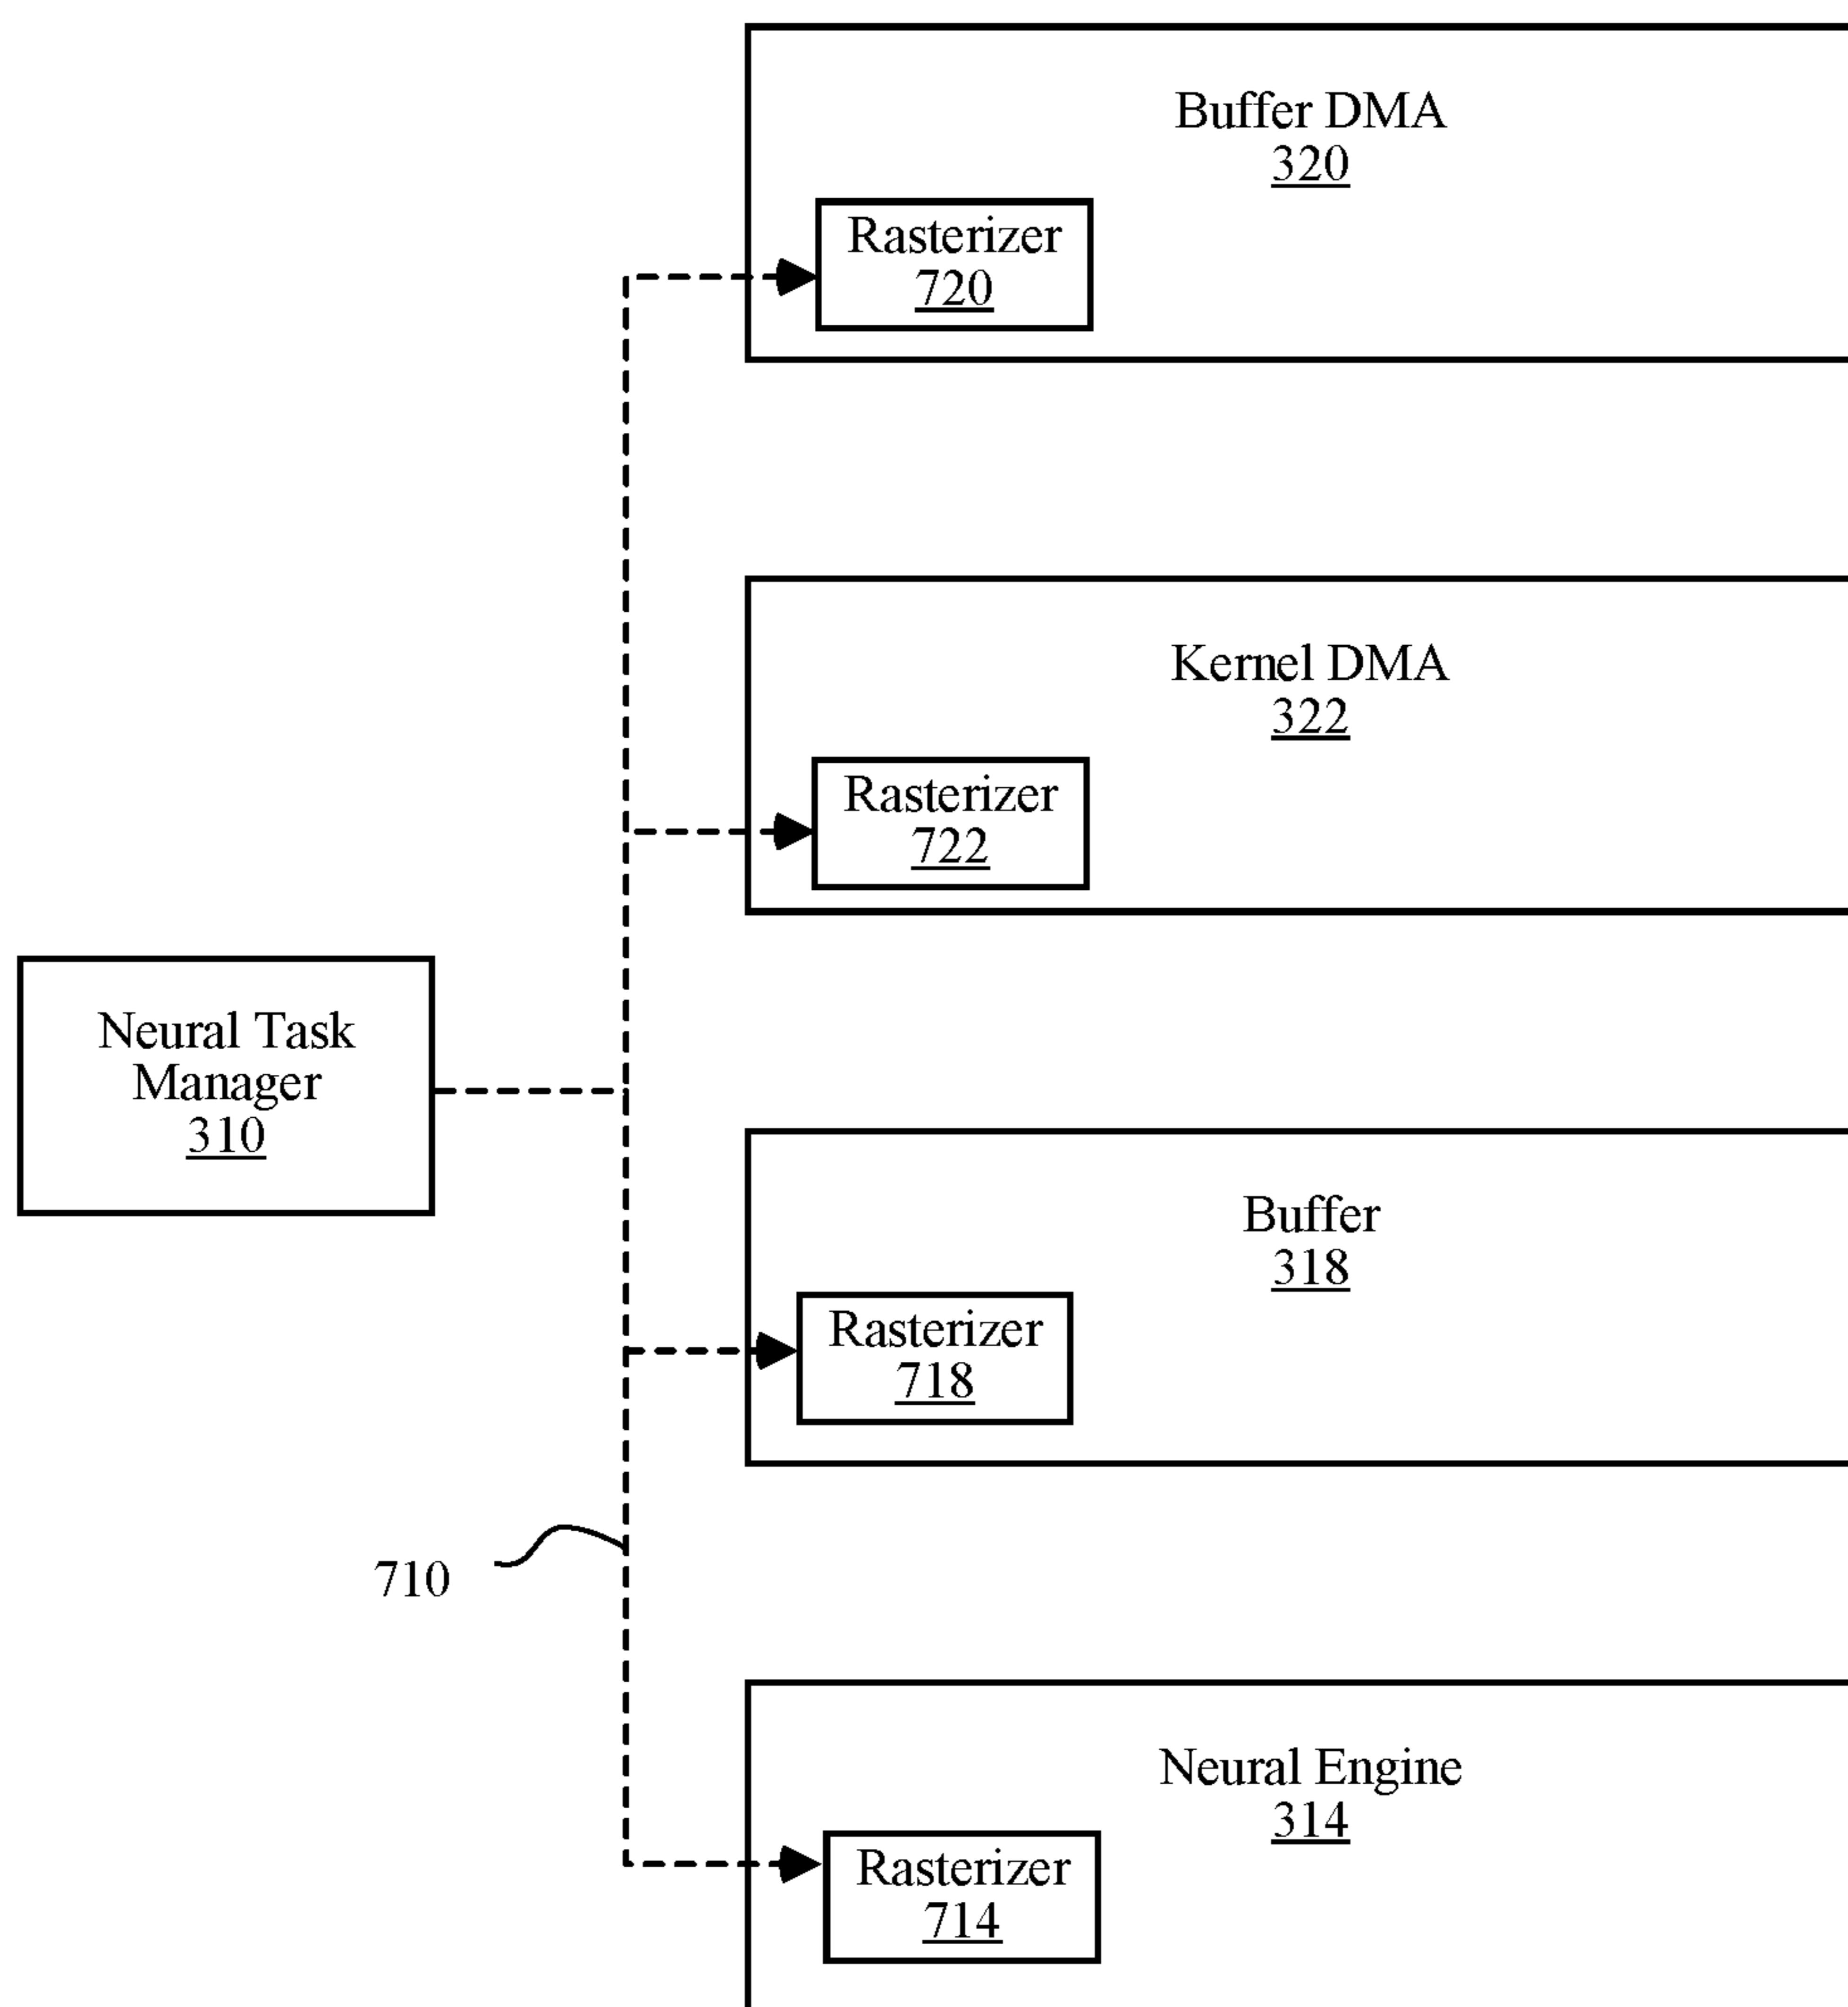 Buffer DMA
320
Rasterizer
720
Kernel DMA
322
Rasterizer
722
Neural Task
Manager
310
Buffer
318
Rasterizer
718
710
Neural Engine
314
Rasterizer
714